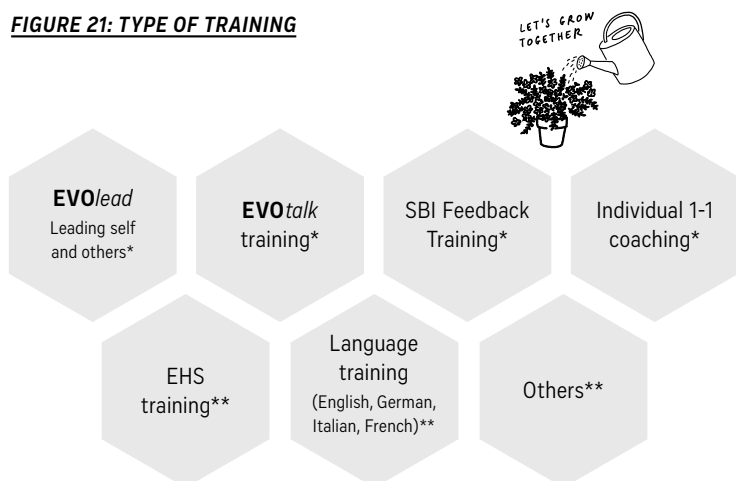 FIGURE 21: TYPE OF TRAINING
LET'S GROW
TOGETHER
EVOlead
Leading self
and others*
EVOtalk
training*
SBI Feedback
Training*
Individual 1-1
coaching*
EHS
training**
Language
training
(English, German,
Italian, French)**
Others**